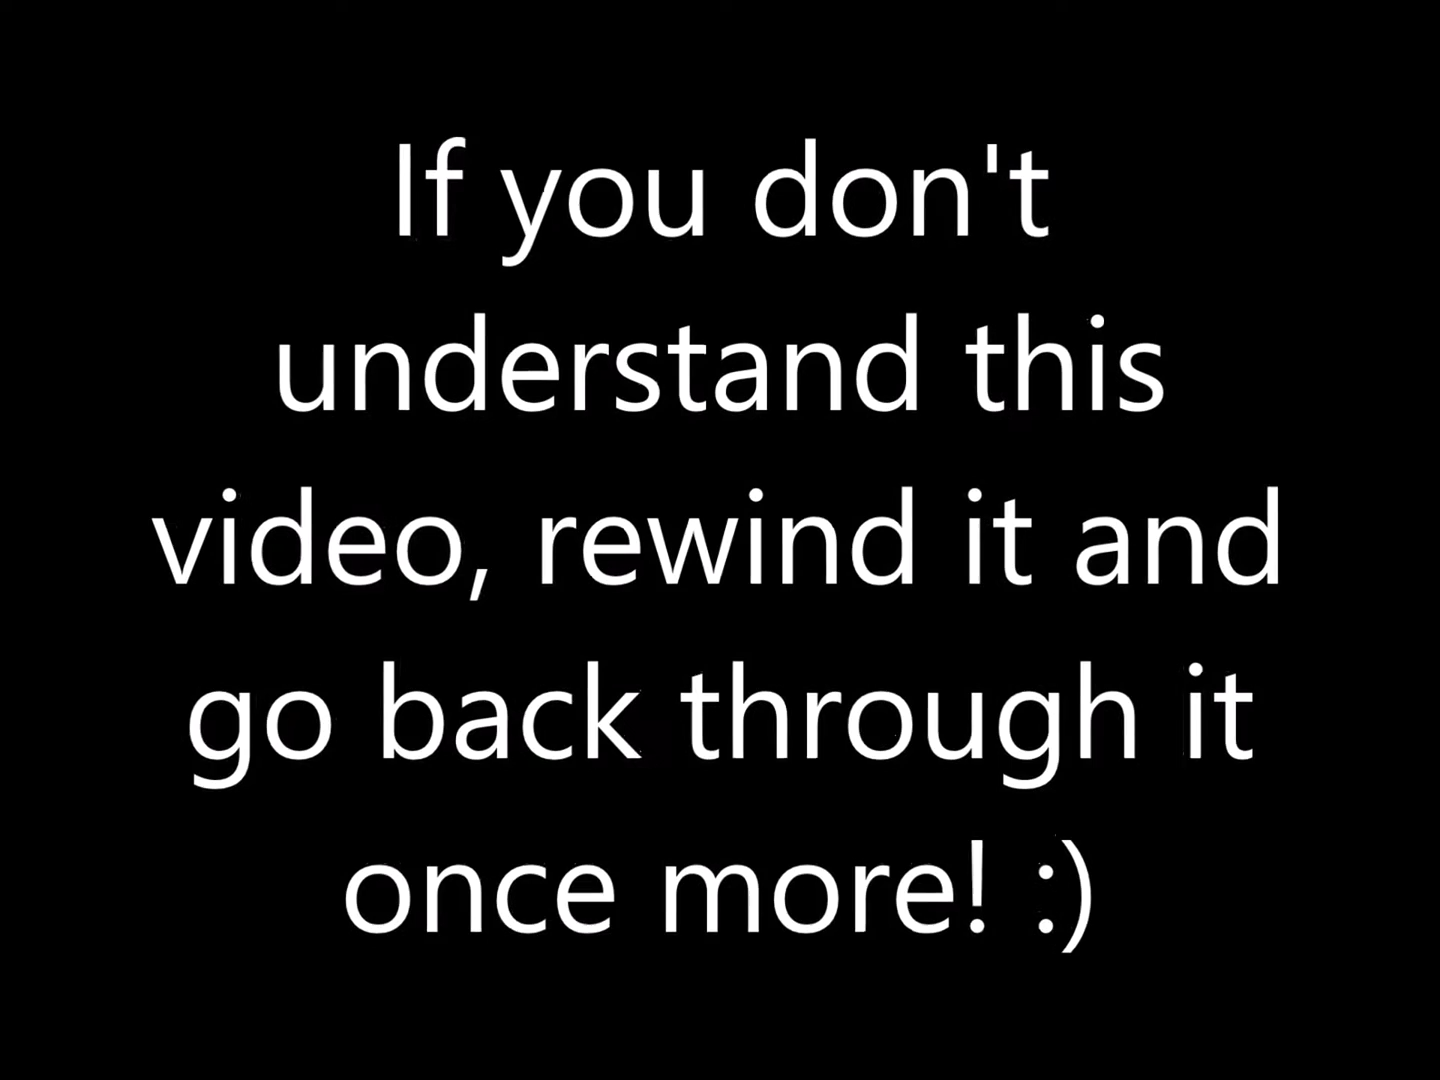 If you don't
understand this
video, rewind it and
go back through it
once more! :)